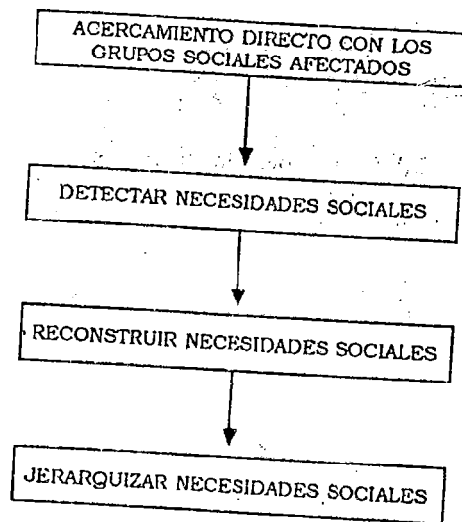 ACERCAMIENTO DIRECTO CON LOS
GRUPOS SOCIALES AFECTADOS
DETECTAR NECESIDADES SOCIALES
RECONSTRUIR NECESIDADES SOCIALES
JERARQUIZAR NECESIDADES SOCIALES